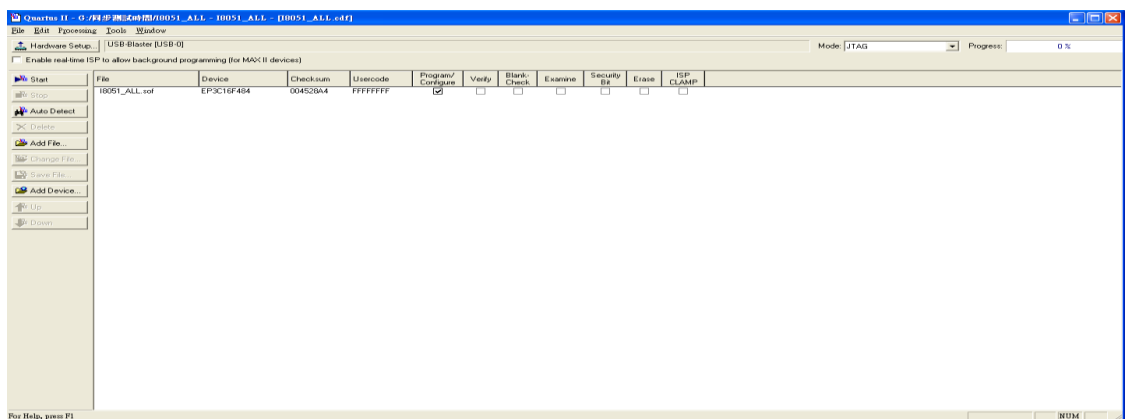 Quartus II - G:/同步測試時間/I8051_ALL - I8051_ALL - [I8051_ALL.cdf]
File Edit Processing Tools Window
Hardware Setup... USB-Blaster [USB-0] Mode: JTAG Progress: 0 %
Enable real-time ISP to allow background programming (for MAX II devices)
Start
Stop
Auto Detect
Delete
Add File...
Change File...
Save File...
Add Device...
Up
Down
File Device Checksum Usercode Program/ Configure Verify Blank- Check Examine Security Bit Erase ISP CLAMP
I8051_ALL.sof EP3C16F484 004528A4 FFFFFFFF
For Help, press F1 NUM